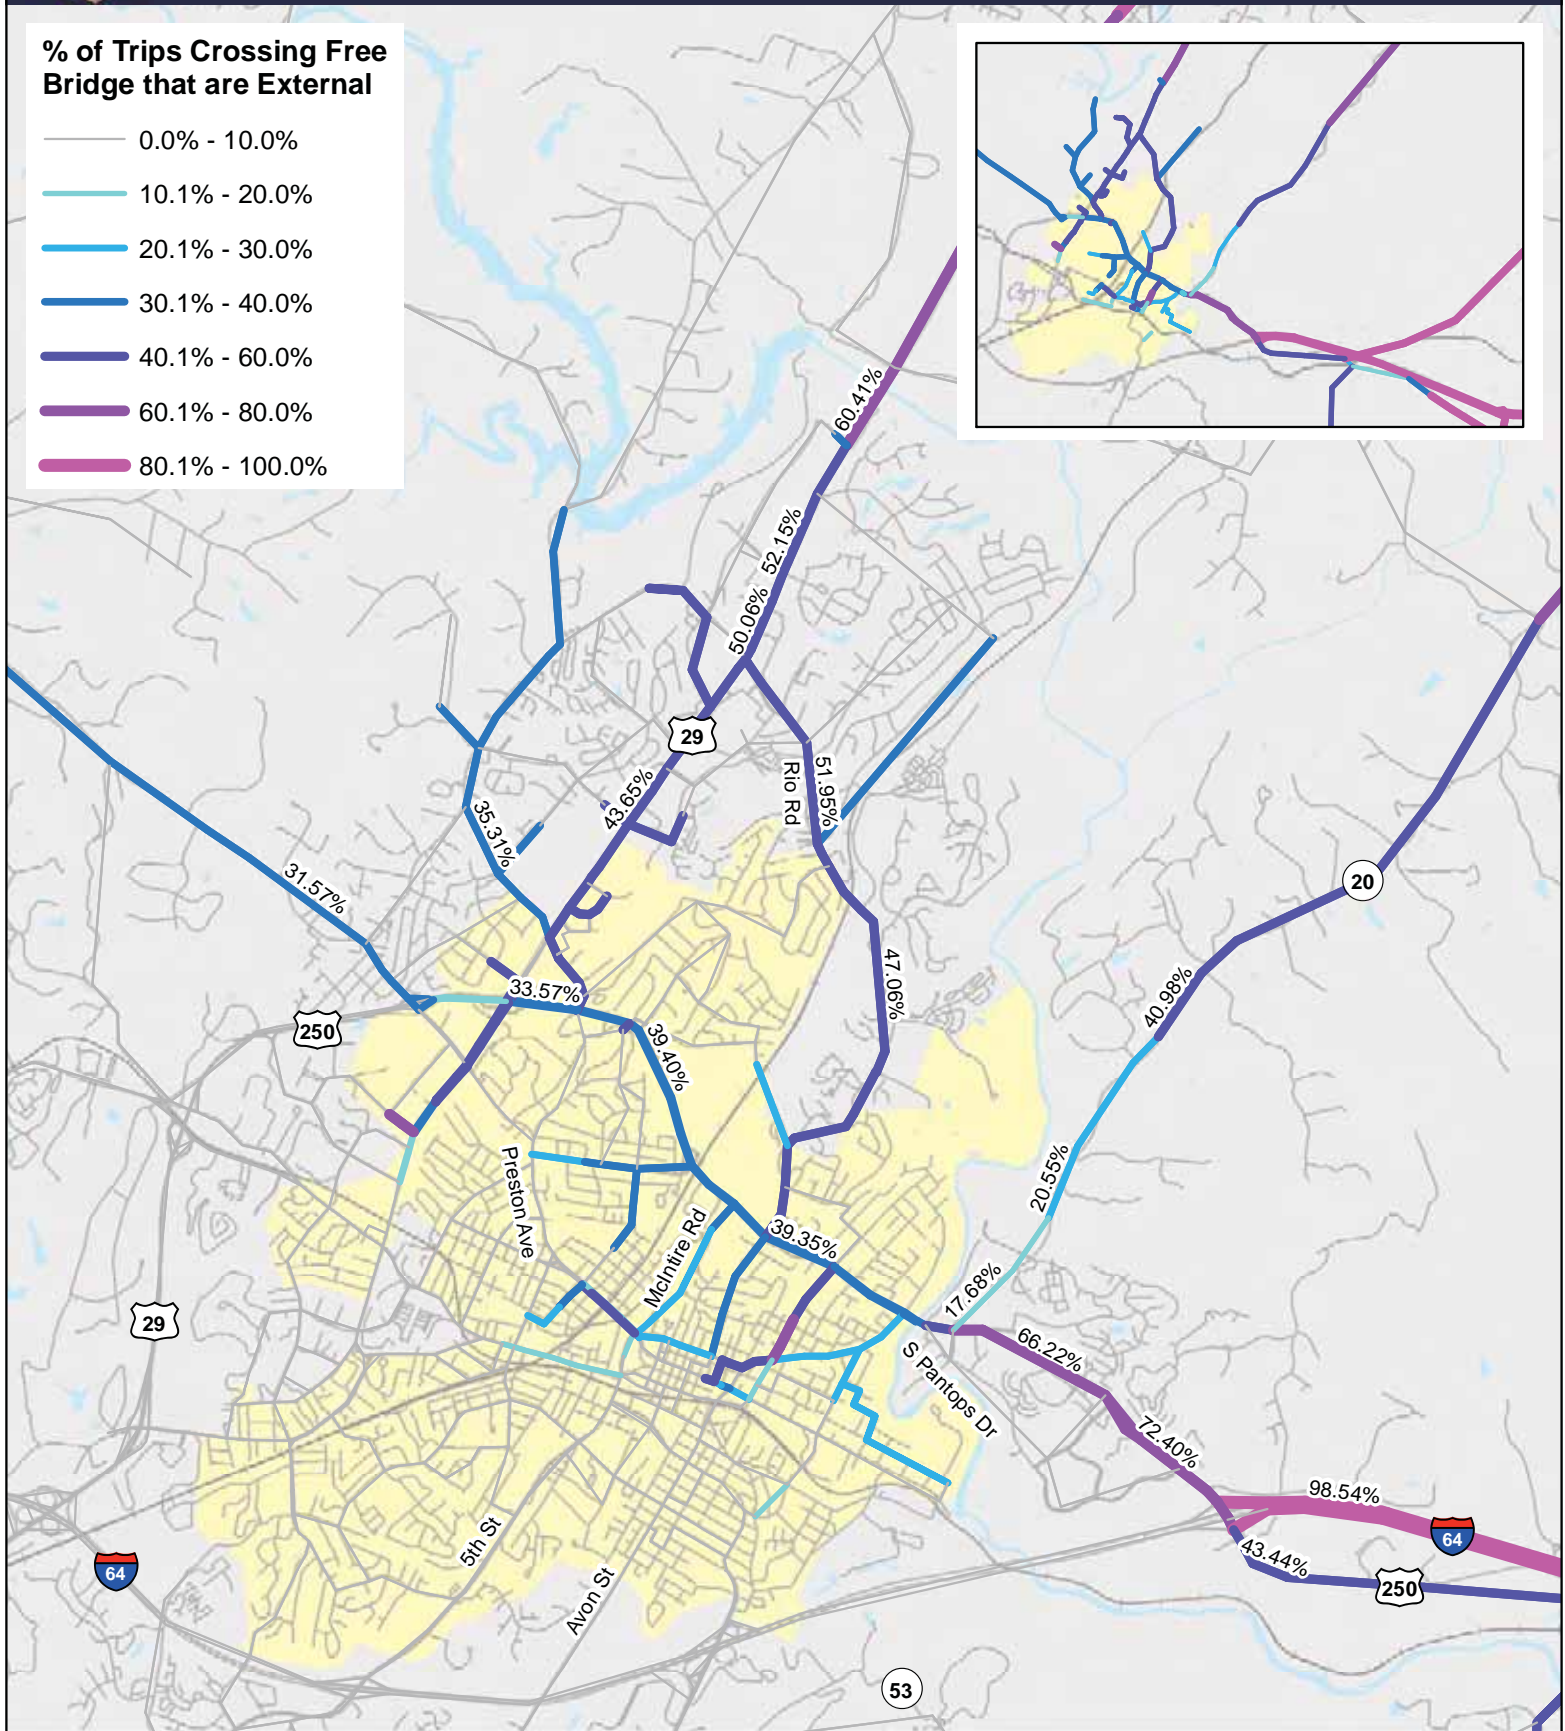 % of Trips Crossing Free
Bridge that are External
0.0% - 10.0%
10.1% - 20.0%
20.1% - 30.0%
30.1% - 40.0%
40.1% - 60.0%
60.1% - 80.0%
80.1% - 100.0%
60.41%
52.15%
50.06%
29
43.65%
Rio Rd
51.95%
35.31%
31.57%
20
47.06%
40.98%
33.57%
250
39.40%
20.55%
Preston Ave
McIntire Rd
39.35%
17.68%
29
66.22%
S Pantops Dr
72.40%
98.54%
64
43.44%
250
5th St
64
Avon St
53